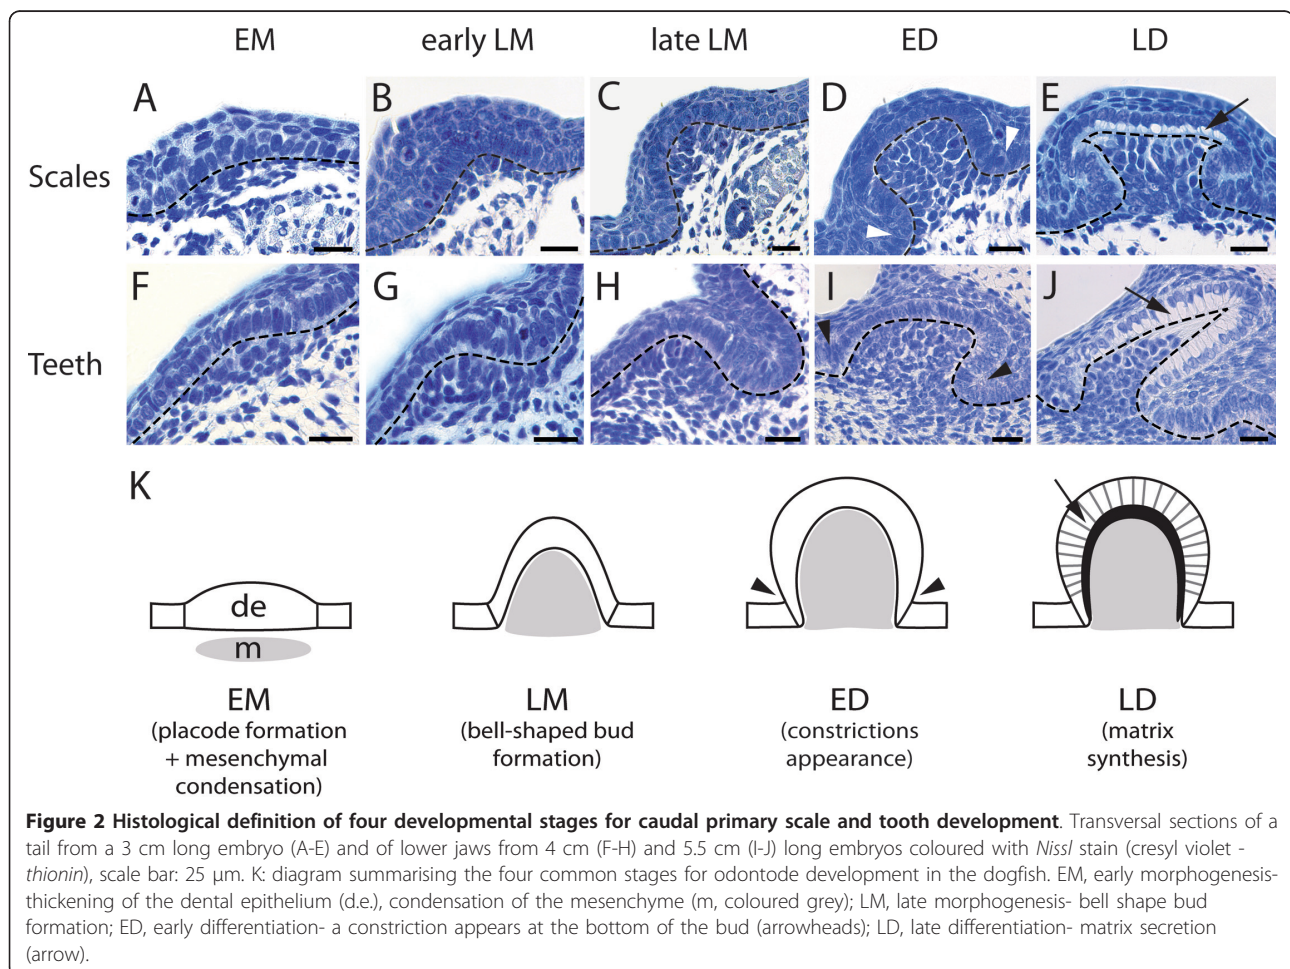 EM early LM late LM ED LD
A B C D E
Scales
F G H I J
Teeth
K
de
m
EM LM ED LD
(placode formation (bell-shaped bud (constrictions (matrix
+ mesenchymal formation) appearance) synthesis)
condensation)
Figure 2 Histological definition of four developmental stages for caudal primary scale and tooth development. Transversal sections of a
tail from a 3 cm long embryo (A-E) and of lower jaws from 4 cm (F-H) and 5.5 cm (I-J) long embryos coloured with Nissl stain (cresyl violet -
thionin), scale bar: 25 μm. K: diagram summarising the four common stages for odontode development in the dogfish. EM, early morphogenesis-
thickening of the dental epithelium (d.e.), condensation of the mesenchyme (m, coloured grey); LM, late morphogenesis- bell shape bud
formation; ED, early differentiation- a constriction appears at the bottom of the bud (arrowheads); LD, late differentiation- matrix secretion
(arrow).